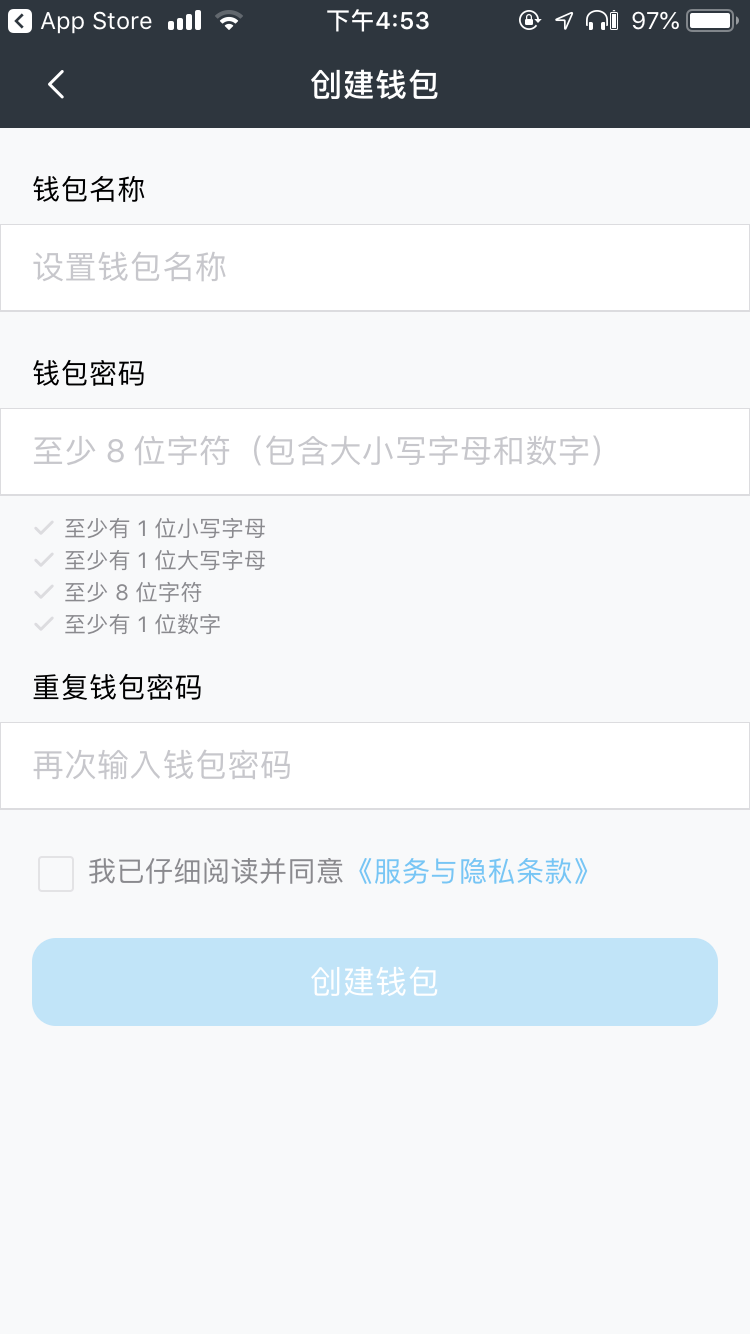 App Store 下午4:53 97%
创建钱包
钱包名称
设置钱包名称
钱包密码
至少 8 位字符（包含大小写字母和数字）
至少有 1 位小写字母
至少有 1 位大写字母
至少 8 位字符
至少有 1 位数字
重复钱包密码
再次输入钱包密码
我已仔细阅读并同意《服务与隐私条款》
创建钱包